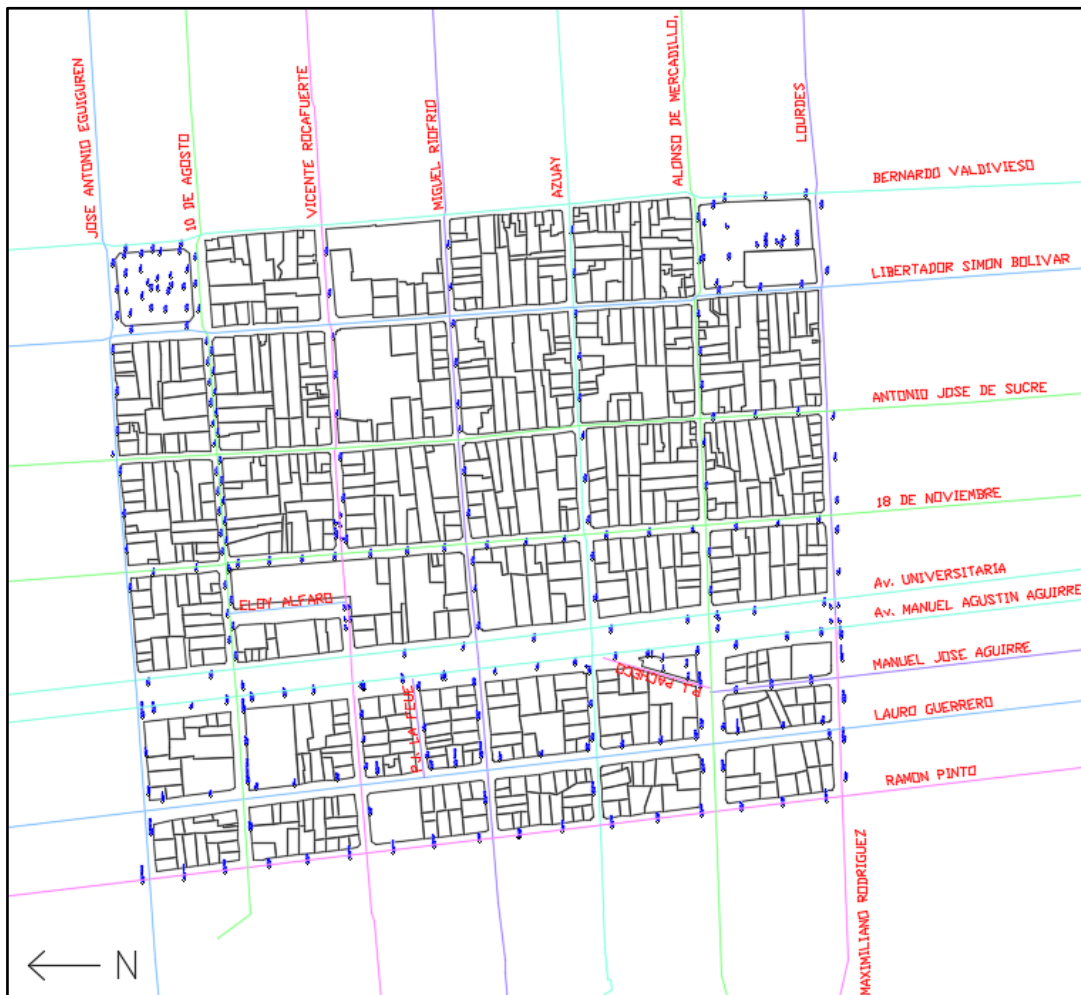 JOSE ANTONIO EGUIGUREN
10 DE AGOSTO
VICENTE ROCAFUERTE
MIGUEL RIOFRIO
AZUAY
ALONSO DE MERCADILLO,
LOURDES
BERNARDO VALDIVIESO
LIBERTADOR SIMON BOLIVAR
ANTONIO JOSE DE SUCRE
18 DE NOVIEMBRE
Av. UNIVERSITARIA
Av. MANUEL AGUSTIN AGUIRRE
ELOY ALFARO
MANUEL JOSE AGUIRRE
PJ. PACHECO
PJ. LA FEUE
LAURO GUERRERO
RAMON PINTO
MAXIMILIANO RODRIGUEZ
N